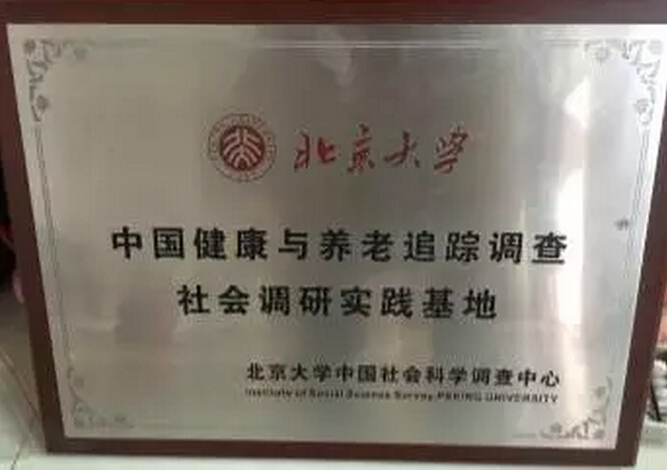 北京大学
中国健康与养老追踪调查
社会调研实践基地
北京大学中国社会科学调查中心
Institute of Social Science Survey, PEKING UNIVERSITY